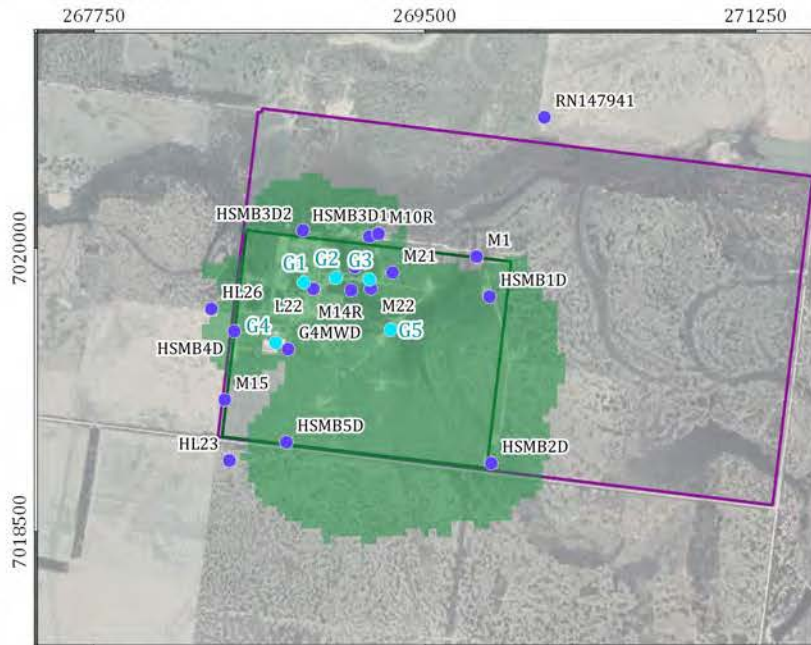 267750 269500 271250
RN147941
HSMB3D2 HSMB3D1 M10R
7020000
M1
G1 G2 G3 M21
HSMB1D
HL26 L22 M14R M22
G4 G4MWD G5
HSMB4D
M15
HL23 HSMB5D HSMB2D
7018500